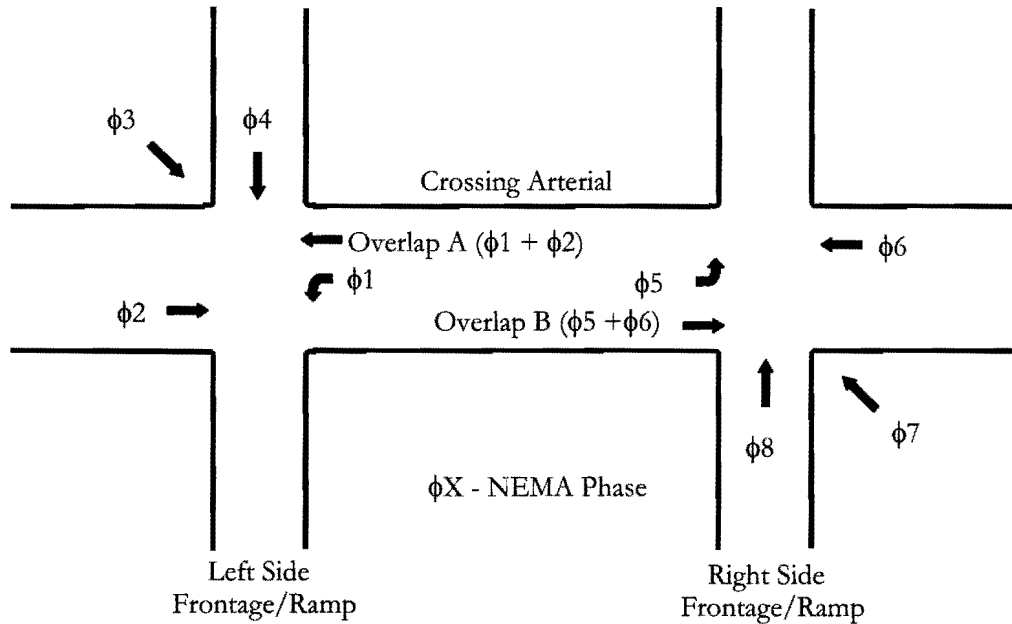 ϕ3
ϕ4
Crossing Arterial
Overlap A (ϕ1 + ϕ2)
ϕ6
ϕ1
ϕ5
ϕ2
Overlap B (ϕ5 +ϕ6)
ϕ8
ϕ7
ϕX - NEMA Phase
Left Side
Frontage/Ramp
Right Side
Frontage/Ramp